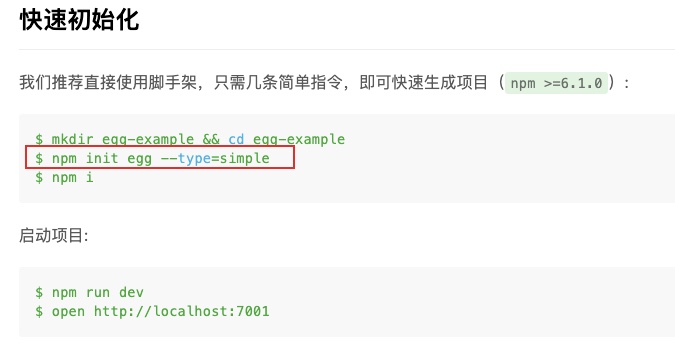 快速初始化
我们推荐直接使用脚手架，只需几条简单指令，即可快速生成项目（npm >=6.1.0）:
$ mkdir egg-example && cd egg-example
$ npm init egg --type=simple
$ npm i
启动项目:
$ npm run dev
$ open http://localhost:7001